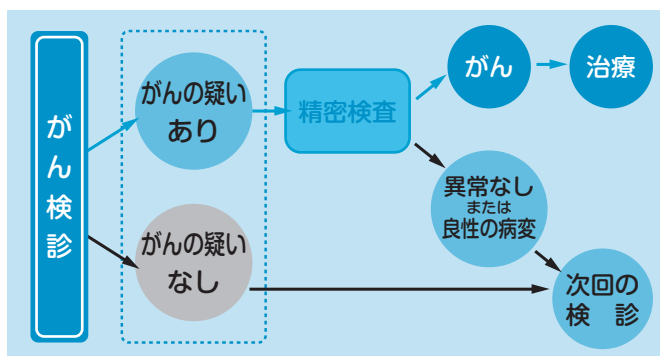 がん検診
がんの疑い
あり
がんの疑い
なし
精密検査
がん
治療
異常なし
または
良性の病変
次回の
検　診